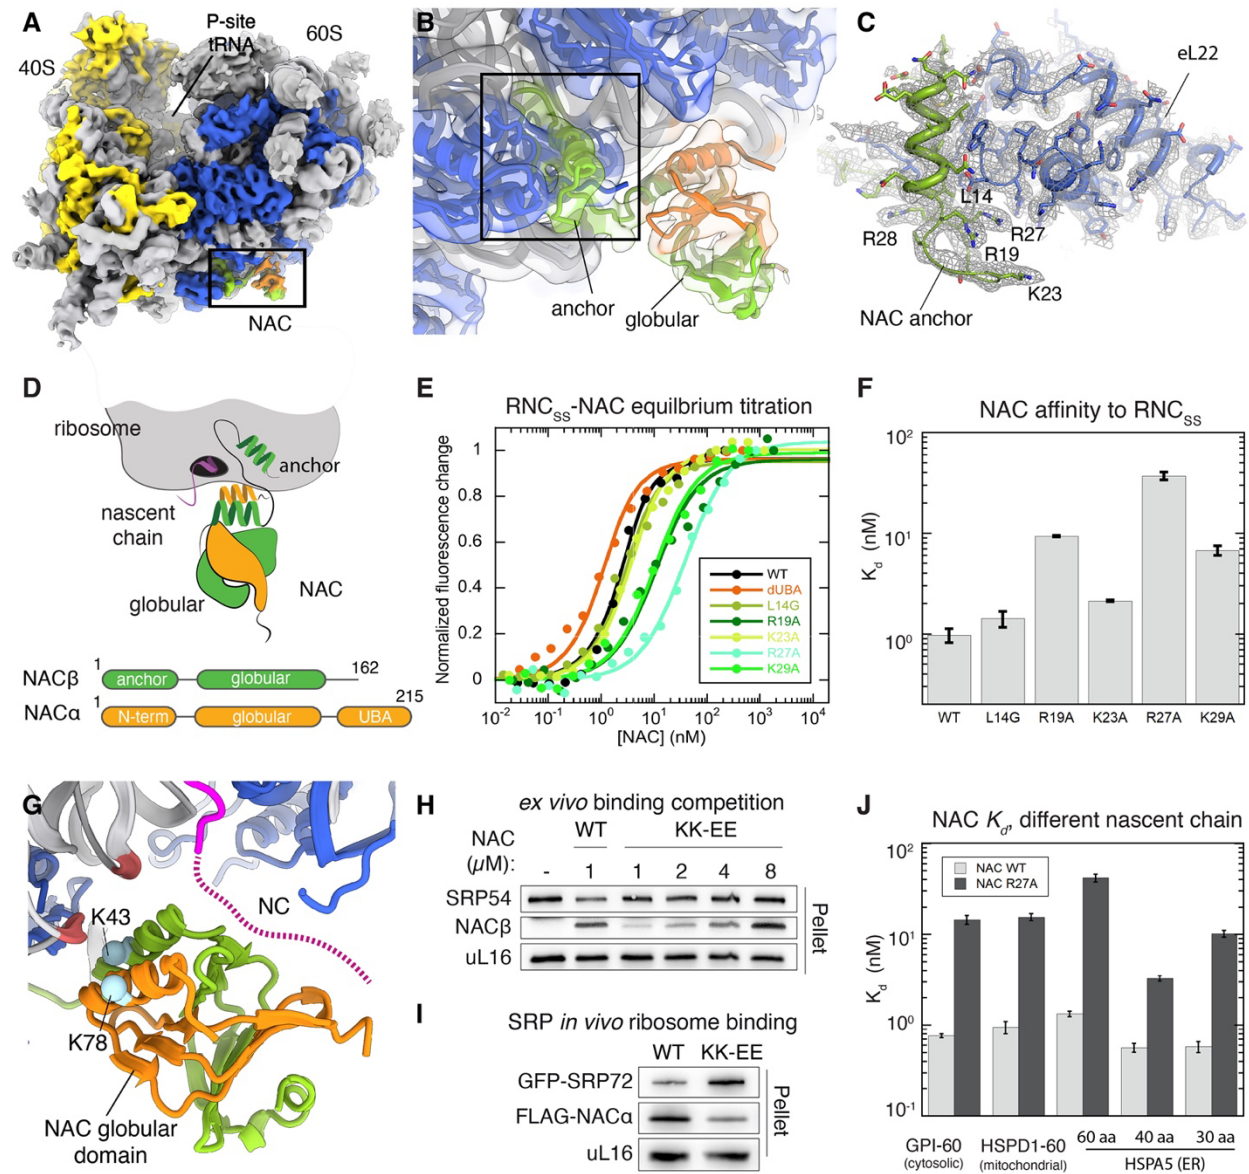 A
P-site
tRNA
60S
40S
NAC
B
anchor
globular
C
eL22
L14
R28
R27
R19
K23
NAC anchor
D
ribosome
anchor
nascent
chain
NAC
globular
1
162
NACβ
anchor
globular
1
215
NACα
N-term
globular
UBA
E
RNCSS-NAC equilbrium titration
Normalized fluorescence change
1
0.8
0.6
0.4
0.2
0
WT
dUBA
L14G
R19A
K23A
R27A
K29A
10-2
10-1
100
101
102
103
104
[NAC] (nM)
F
NAC affinity to RNCSS
Kd (nM)
102
101
100
WT
L14G
R19A
K23A
R27A
K29A
G
NC
K43
K78
NAC globular
domain
H
ex vivo binding competition
NAC
(µM):
WT
KK-EE
-
1
1
2
4
8
SRP54
NACβ
uL16
Pellet
I
SRP in vivo ribosome binding
WT
KK-EE
GFP-SRP72
FLAG-NACα
uL16
Pellet
J
NAC Kd, different nascent chain
NAC WT
NAC R27A
Kd (nM)
102
101
100
10-1
GPI-60
(cytosolic)
HSPD1-60
(mitochondrial)
60 aa
40 aa
30 aa
HSPA5 (ER)